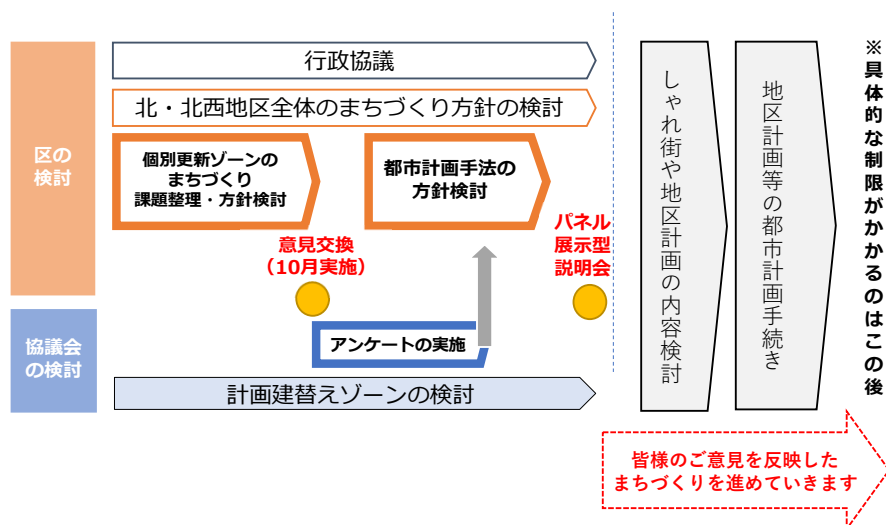 行政協議
北・北西地区全体のまちづくり方針の検討
区の
検討
個別更新ゾーンの
まちづくり
課題整理・方針検討
都市計画手法の
方針検討
意見交換
（10月実施）
パネル
展示型
説明会
協議会
の検討
アンケートの実施
計画建替えゾーンの検討
しゃれ街や地区計画の内容検討
地区計画等の都市計画手続き
※具体的な制限がかかるのはこの後
皆様のご意見を反映した
まちづくりを進めていきます